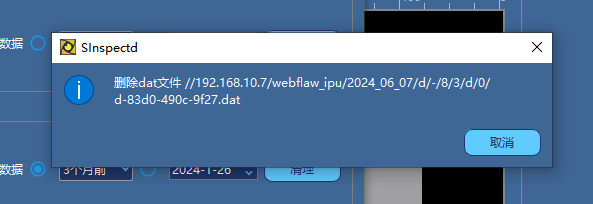 数据
SInspectd
删除dat文件 //192.168.10.7/webflaw_ipu/2024_06_07/d/-/8/3/d/0/
d-83d0-490c-9f27.dat
取消
数据
3个月前
2024-1-26
清理